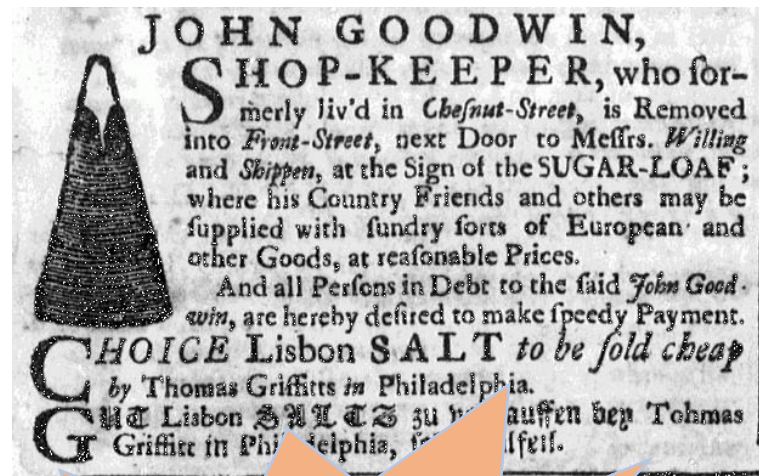 JOHN GOODWIN,
SHOP-KEEPER, who for-
merly liv'd in Cheſnut-Street, is Removed
into Front-Street, next Door to Meſſrs. Willing
and Shippen, at the Sign of the SUGAR-LOAF;
where his Country Friends and others may be
ſupplied with ſundry ſorts of European and
other Goods, at reaſonable Prices.
And all Perſons in Debt to the ſaid John Good-
win, are hereby deſired to make ſpeedy Payment.
CHOICE Lisbon SALT to be ſold cheap
by Thomas Griffitts in Philadelphia.
GUT Lisbon SALTZ zu bey Tohmas
Griffitt in Philadelphia,